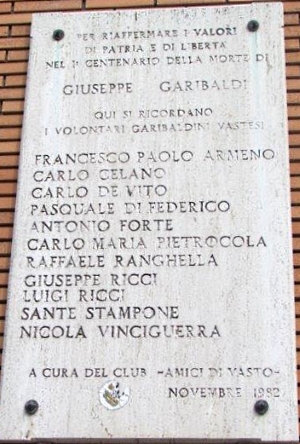 PER RIAFFERMARE I VALORI
DI PATRIA E DI LIBERTA'
NEL 1° CENTENARIO DELLA MORTE DI
GIUSEPPE GARIBALDI
QUI SI RICORDANO
I VOLONTARI GARIBALDINI VASTESI
FRANCESCO PAOLO ARMENO
CARLO CELANO
CARLO DE VITO
PASQUALE DI FEDERICO
ANTONIO FORTE
CARLO MARIA PIETROCOLA
RAFFAELE RANGHELLA
GIUSEPPE RICCI
LUIGI RICCI
SANTE STAMPONE
NICOLA VINCIGUERRA
A CURA DEL CLUB -AMICI DI VASTO-
NOVEMBRE 1982